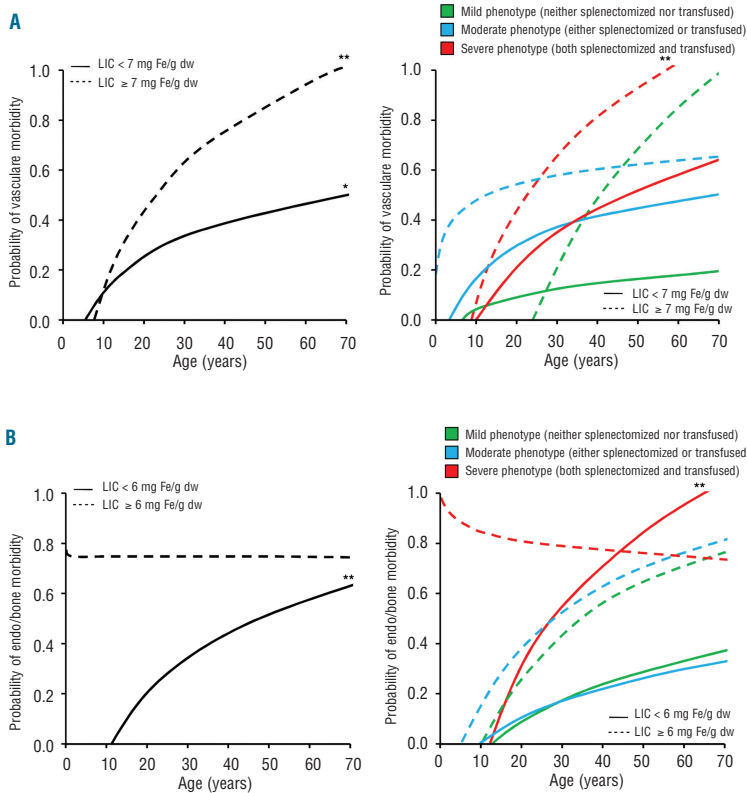 A
LIC < 7 mg Fe/g dw
LIC ≥ 7 mg Fe/g dw
**
*
Probability of vasculare morbidity
1.0
0.8
0.6
0.4
0.2
0.0
0 10 20 30 40 50 60 70
Age (years)
Mild phenotype (neither splenectomized nor transfused)
Moderate phenotype (either splenectomized or transfused)
Severe phenotype (both splenectomized and transfused)
**
Probability of vasculare morbidity
1.0
0.8
0.6
0.4
0.2
0.0
LIC < 7 mg Fe/g dw
LIC ≥ 7 mg Fe/g dw
0 10 20 30 40 50 60 70
Age (years)
B
LIC < 6 mg Fe/g dw
LIC ≥ 6 mg Fe/g dw
**
Probability of endo/bone morbidity
1.0
0.8
0.6
0.4
0.2
0.0
0 10 20 30 40 50 60 70
Age (years)
Mild phenotype (neither splenectomized nor transfused)
Moderate phenotype (either splenectomized or transfused
Severe phenotype (both splenectomized and transfused)
**
Probability of endo/bone morbidity
1.0
0.8
0.6
0.4
0.2
0.0
LIC < 6 mg Fe/g dw
LIC ≥ 6 mg Fe/g dw
0 10 20 30 40 50 60 70
Age (years)